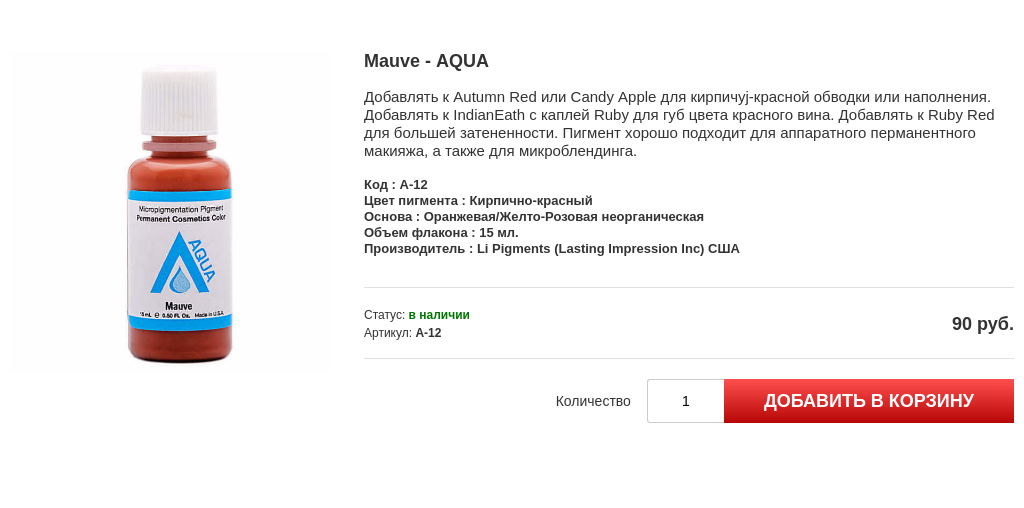 Mauve - AQUA
Добавлять к Autumn Red или Candy Apple для кирпичуј-красной обводки или наполнения.
Добавлять к IndianEath с каплей Ruby для губ цвета красного вина. Добавлять к Ruby Red
для большей затененности. Пигмент хорошо подходит для аппаратного перманентного
макияжа, а также для микроблендинга.
Код : A-12
Цвет пигмента : Кирпично-красный
Основа : Оранжевая/Желто-Розовая неорганическая
Объем флакона : 15 мл.
Производитель : Li Pigments (Lasting Impression Inc) США
Micropigmentation Pigment
Permanent Cosmetics Color
AQUA
Mauve
15 mL ℮ 0.50 Fl. Oz. Made in U.S.A.
Статус: в наличии
Артикул: A-12
90 руб.
Количество
1
ДОБАВИТЬ В КОРЗИНУ